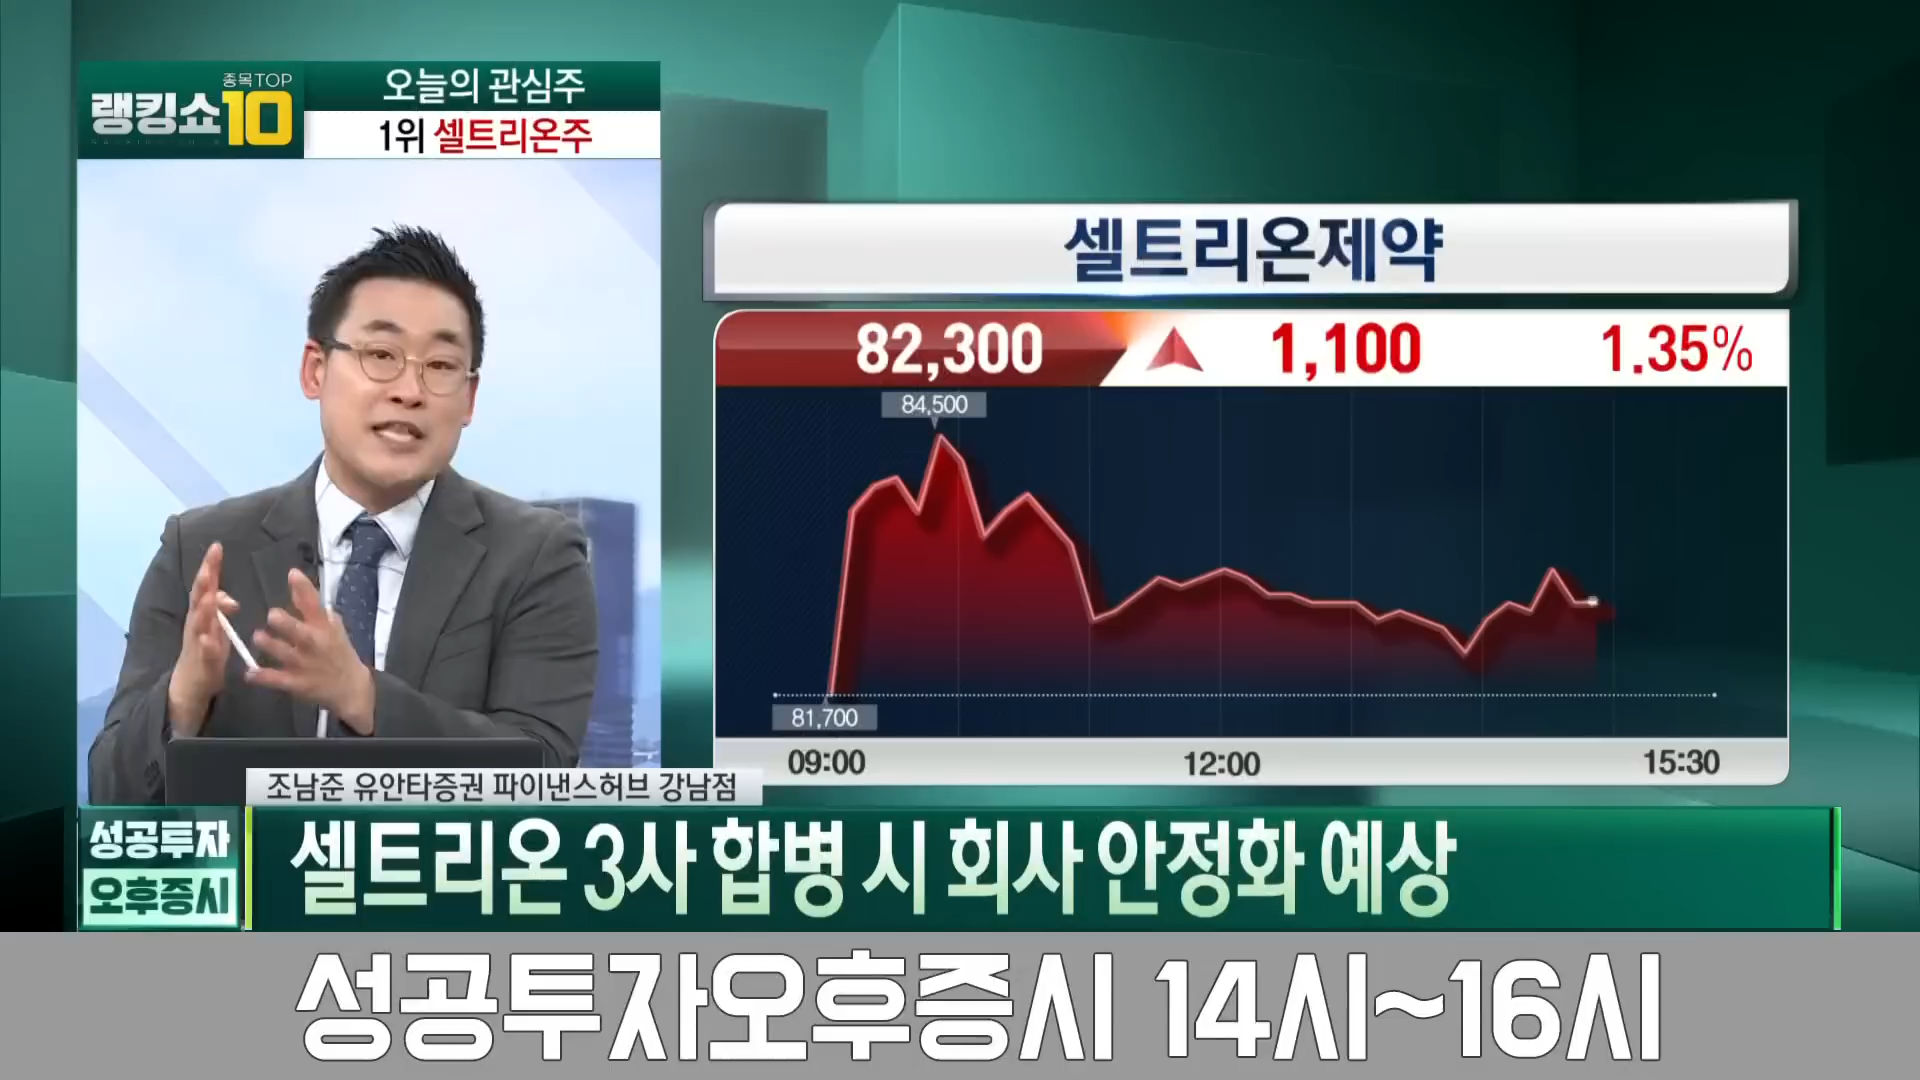 종목TOP
랭킹쇼10
오늘의 관심주
1위 셀트리온주
셀트리온제약
82,300 ▲ 1,100 1.35%
84,500
81,700
09:00 12:00 15:30
조남준 유안타증권 파이낸스허브 강남점
성공투자
오후증시
셀트리온 3사 합병 시 회사 안정화 예상
성공투자오후증시 14시~16시